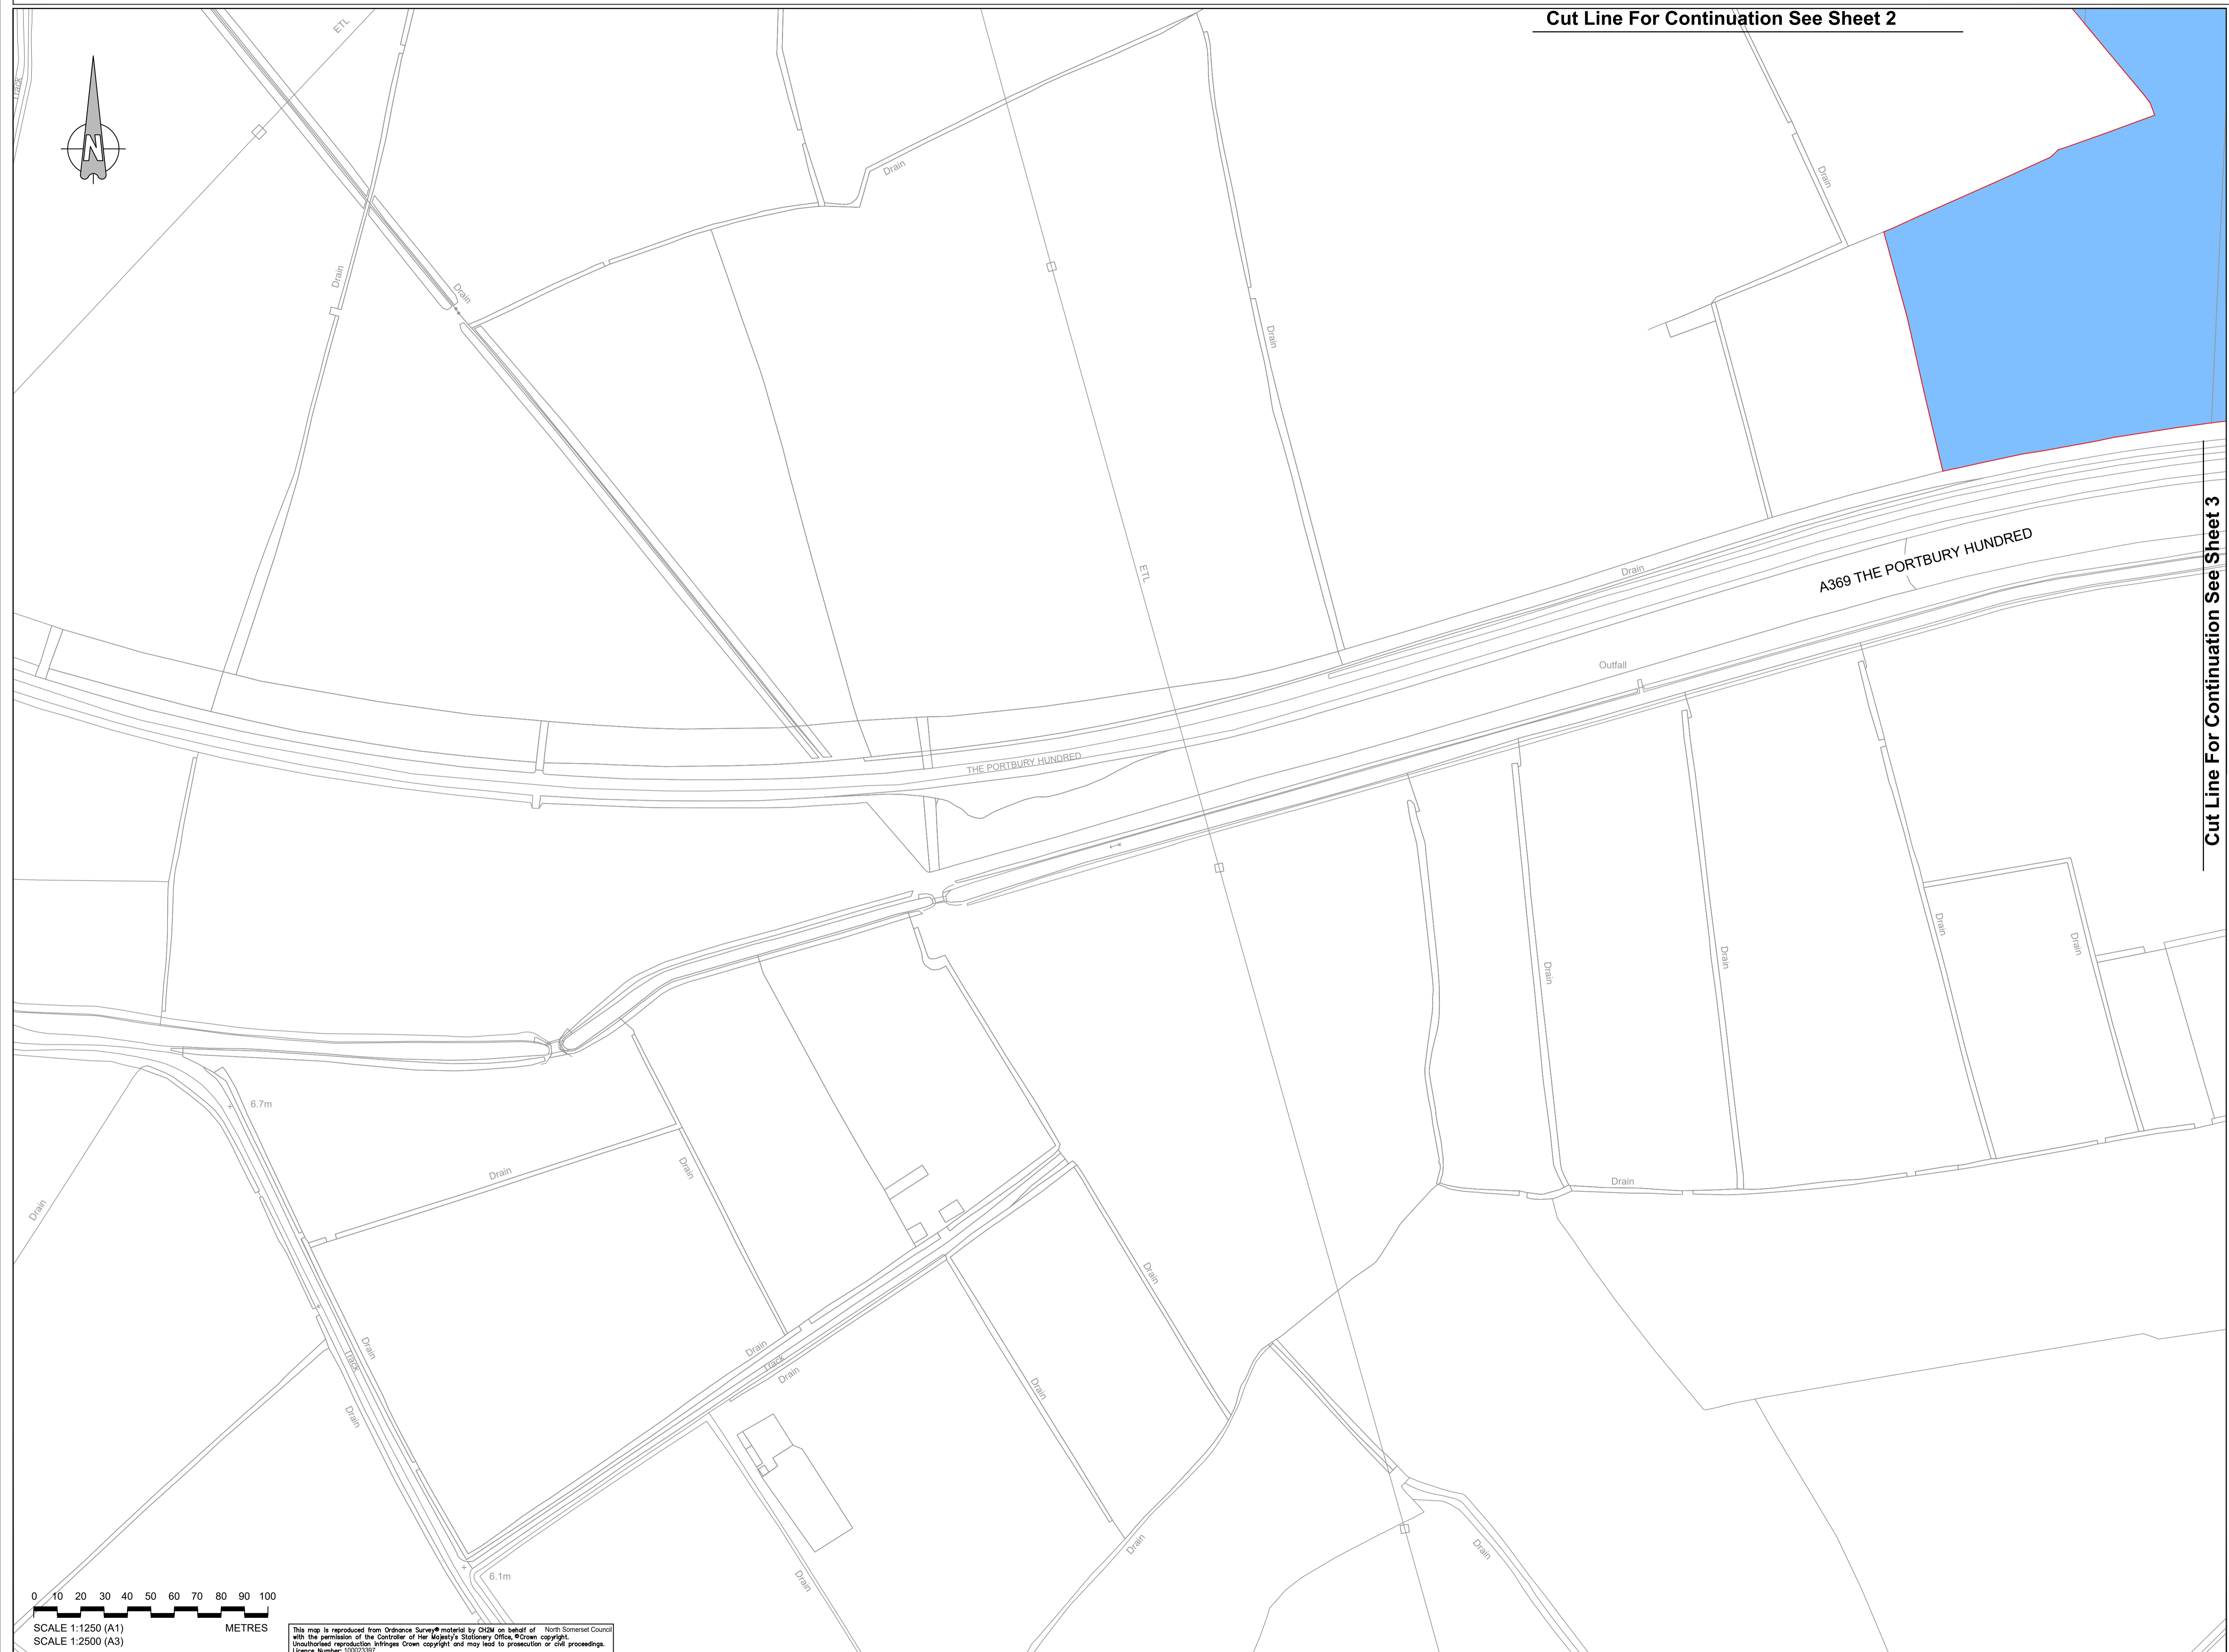 Cut Line For Continuation See Sheet 2
ETL
Track
N
Drain
Drain
Drain
Drain
Drain
Drain
ETL
A369 THE PORTBURY HUNDRED
Cut Line For Continuation See Sheet 3
Outfall
THE PORTBURY HUNDRED
Drain
Drain
Drain
Drain
6.7m
Drain
Drain
Drain
Drain
Drain
Drain
Drain
Track
Drain
Track
Drain
Drain
Drain
Drain
Drain
6.1m
Drain
0 10 20 30 40 50 60 70 80 90 100
SCALE 1:1250 (A1) METRES
SCALE 1:2500 (A3)
This map is reproduced from Ordnance Survey® material by CH2M on behalf of North Somerset Council
with the permission of the Controller of Her Majesty's Stationery Office, © Crown copyright.
Unauthorised reproduction infringes Crown copyright and may lead to prosecution or civil proceedings.
Licence Number: 100023397